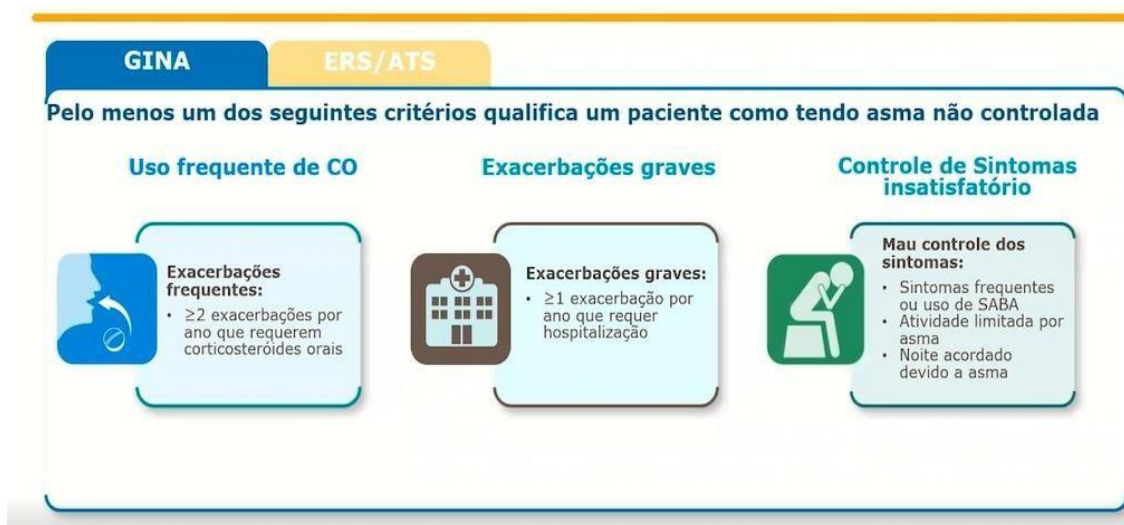 GINA
ERS/ATS
Pelo menos um dos seguintes critérios qualifica um paciente como tendo asma não controlada
Uso frequente de CO
Exacerbações
frequentes:
• ≥2 exacerbações por
ano que requerem
corticosteróides orais
Exacerbações graves
Exacerbações graves:
• ≥1 exacerbação por
ano que requer
hospitalização
Controle de Sintomas
insatisfatório
Mau controle dos
sintomas:
• Sintomas frequentes
ou uso de SABA
• Atividade limitada por
asma
• Noite acordado
devido a asma